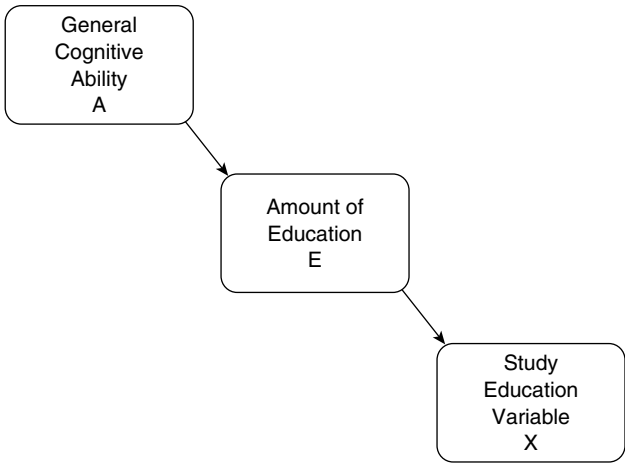 General
Cognitive
Ability
A
Amount of
Education
E
Study
Education
Variable
X